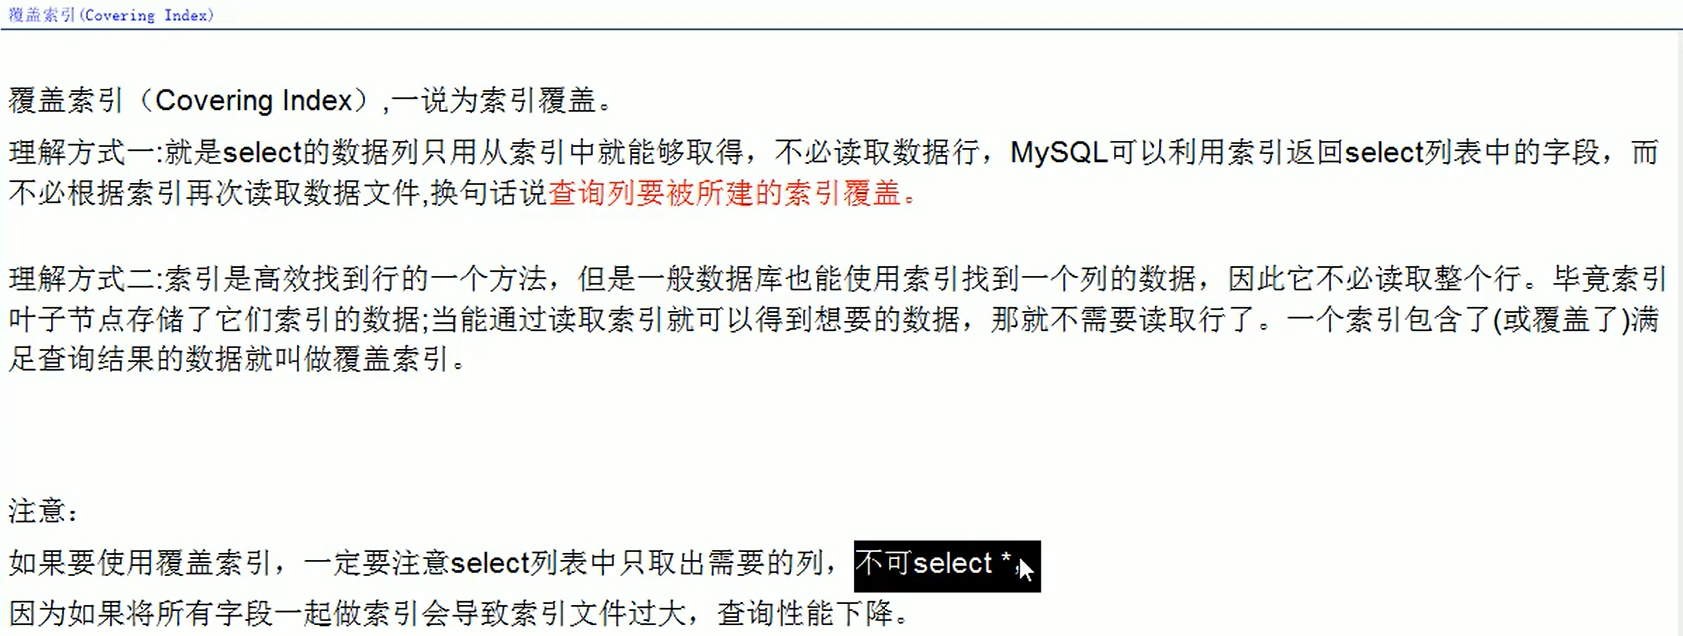 覆盖索引(Covering Index)
覆盖索引（Covering Index）,一说为索引覆盖。
理解方式一:就是select的数据列只用从索引中就能够取得，不必读取数据行，MySQL可以利用索引返回select列表中的字段，而
不必根据索引再次读取数据文件,换句话说查询列要被所建的索引覆盖。
理解方式二:索引是高效找到行的一个方法，但是一般数据库也能使用索引找到一个列的数据，因此它不必读取整个行。毕竟索引
叶子节点存储了它们索引的数据;当能通过读取索引就可以得到想要的数据，那就不需要读取行了。一个索引包含了(或覆盖了)满
足查询结果的数据就叫做覆盖索引。
注意：
如果要使用覆盖索引，一定要注意select列表中只取出需要的列，不可select *，
因为如果将所有字段一起做索引会导致索引文件过大，查询性能下降。